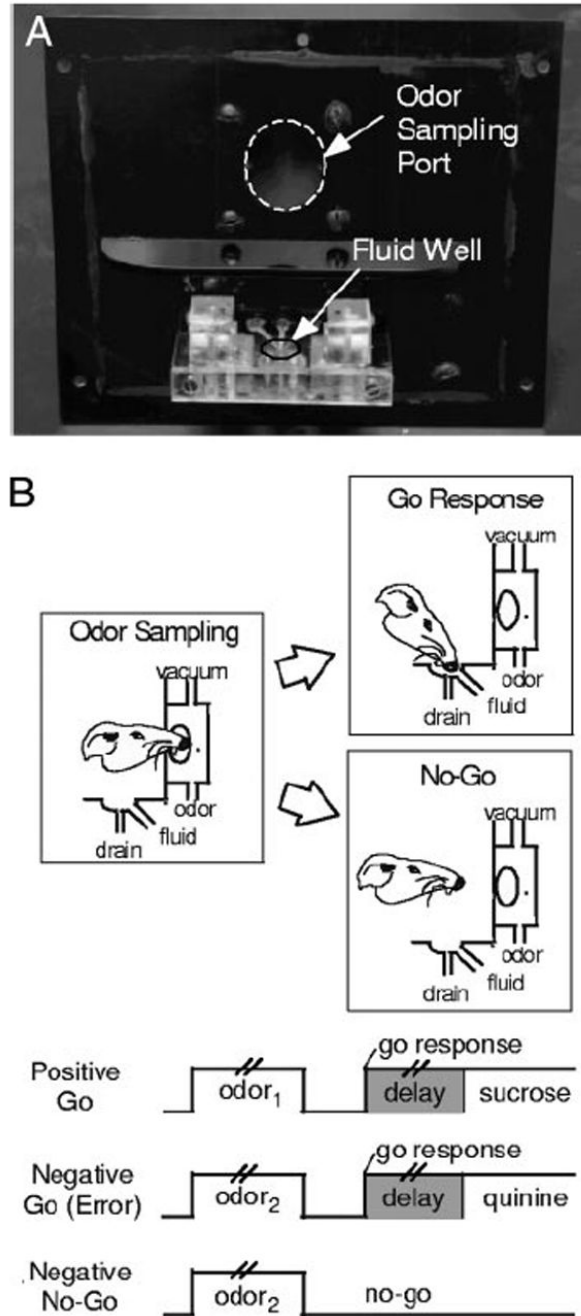 A
Odor
Sampling
Port
Fluid Well
B
Odor Sampling
vacuum
odor
fluid
drain
Go Response
vacuum
odor
fluid
drain
No-Go
vacuum
odor
fluid
drain
Positive
Go
odor1
go response
delay
sucrose
Negative
Go (Error)
odor2
go response
delay
quinine
Negative
No-Go
odor2
no-go